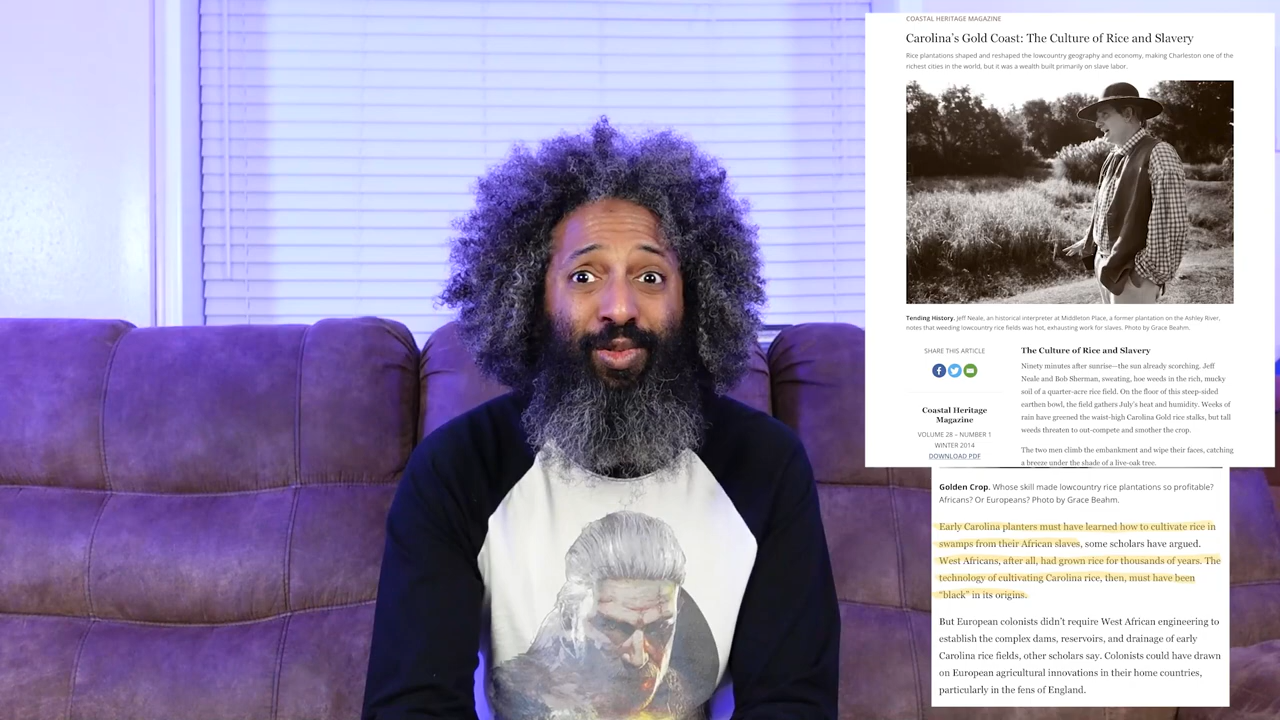 COASTAL HERITAGE MAGAZINE
Carolina's Gold Coast: The Culture of Rice and Slavery
Rice plantations shaped and reshaped the lowcountry geography and economy, making Charleston one of the
richest cities in the world, but it was a wealth built primarily on slave labor.
Tending History. Jeff Neale, an historical interpreter at Middleton Place, a former plantation on the Ashley River,
notes that weeding lowcountry rice fields was hot, exhausting work for slaves. Photo by Grace Beahm.
SHARE THIS ARTICLE
Coastal Heritage
Magazine
VOLUME 28 – NUMBER 1
WINTER 2014
DOWNLOAD PDF
The Culture of Rice and Slavery
Ninety minutes after sunrise—the sun already scorching. Jeff
Neale and Bob Sherman, sweating, hoe weeds in the rich, mucky
soil of a quarter-acre rice field. On the floor of this steep-sided
earthen bowl, the field gathers July's heat and humidity. Weeks of
rain have greened the waist-high Carolina Gold rice stalks, but tall
weeds threaten to out-compete and smother the crop.
The two men climb the embankment and wipe their faces, catching
a breeze under the shade of a live-oak tree.
Golden Crop. Whose skill made lowcountry rice plantations so profitable?
Africans? Or Europeans? Photo by Grace Beahm.
Early Carolina planters must have learned how to cultivate rice in
swamps from their African slaves, some scholars have argued.
West Africans, after all, had grown rice for thousands of years. The
technology of cultivating Carolina rice, then, must have been
"black" in its origins.
But European colonists didn't require West African engineering to
establish the complex dams, reservoirs, and drainage of early
Carolina rice fields, other scholars say. Colonists could have drawn
on European agricultural innovations in their home countries,
particularly in the fens of England.